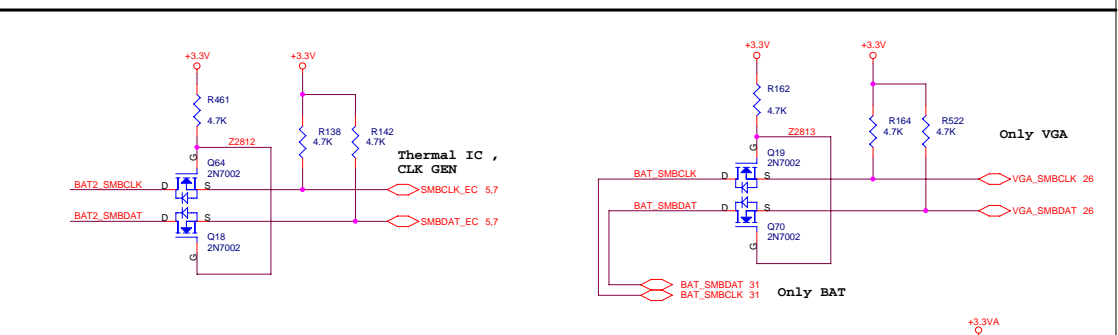 +3.3V
+3.3V
R461
4.7K
R138
4.7K
R142
4.7K
Z2812
Thermal IC ,
CLK GEN
G
Q64
2N7002
BAT2_SMBCLK
D
S
SMBCLK_EC 5,7
BAT2_SMBDAT
D
S
SMBDAT_EC 5,7
Q18
2N7002
G
+3.3V
+3.3V
R162
4.7K
R164
4.7K
R522
4.7K
Only VGA
Z2813
G
Q19
2N7002
BAT_SMBCLK
D
S
VGA_SMBCLK 26
BAT_SMBDAT
D
S
VGA_SMBDAT 26
Q70
2N7002
G
BAT_SMBDAT 31
BAT_SMBCLK 31
Only BAT
+3.3VA